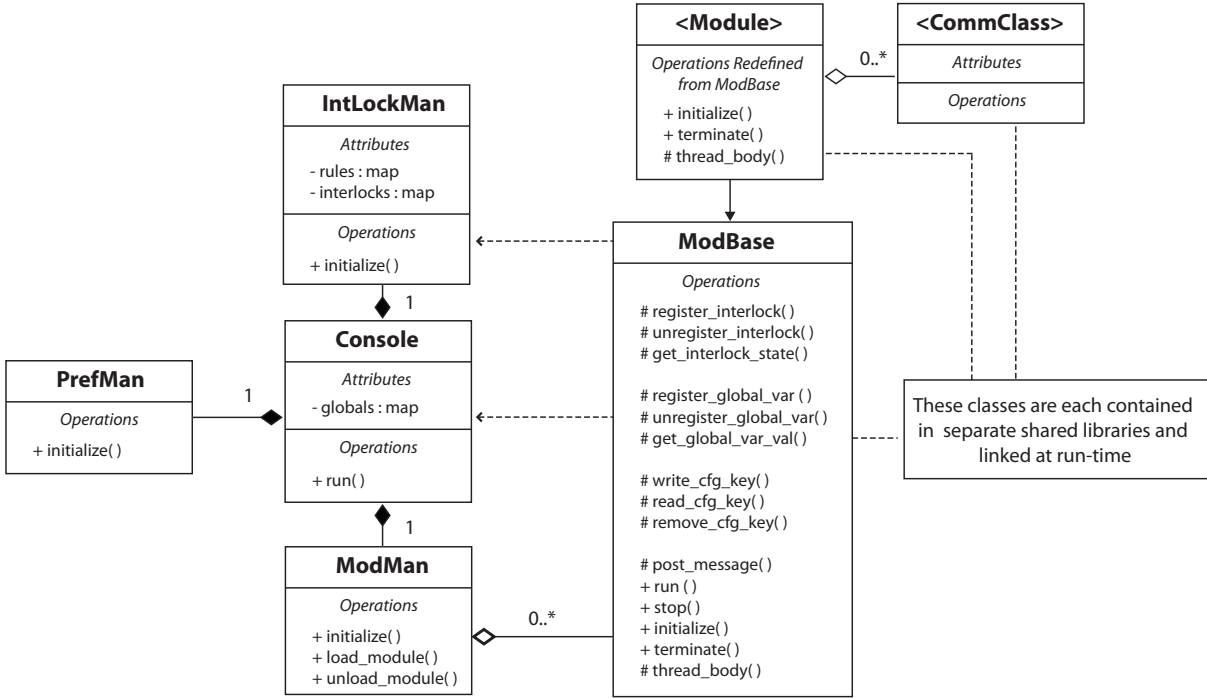 <Module>
Operations Redefined
from ModBase
+ initialize( )
+ terminate( )
# thread_body( )
0..*
<CommClass>
Attributes
Operations
IntLockMan
Attributes
- rules : map
- interlocks : map
Operations
+ initialize( )
1
Console
Attributes
- globals : map
Operations
+ run( )
PrefMan
Operations
+ initialize( )
1
1
ModMan
Operations
+ initialize( )
+ load_module( )
+ unload_module( )
0..*
ModBase
Operations
# register_interlock( )
# unregister_interlock( )
# get_interlock_state( )
# register_global_var ( )
# unregister_global_var( )
# get_global_var_val( )
# write_cfg_key( )
# read_cfg_key( )
# remove_cfg_key( )
# post_message( )
+ run ( )
+ stop( )
+ initialize( )
+ terminate( )
# thread_body( )
These classes are each contained
in separate shared libraries and
linked at run-time